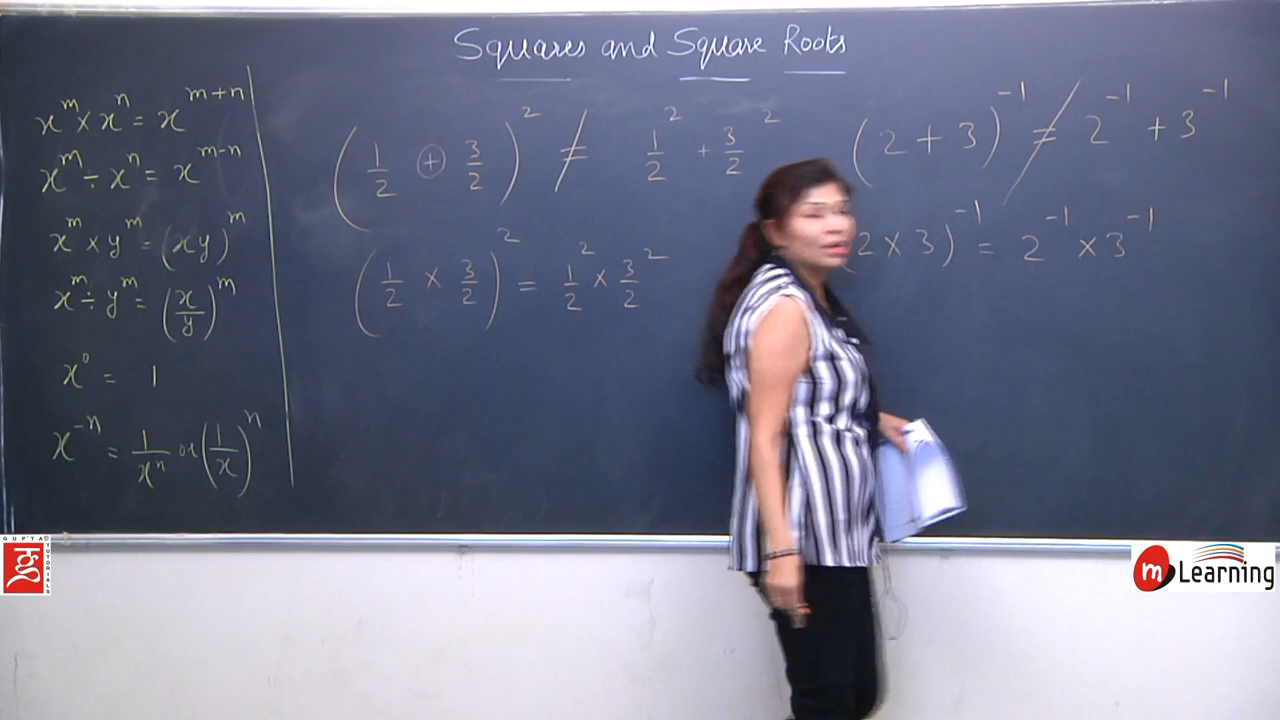 Squares and Square Roots
x^m × x^n = x^(m+n)
x^m ÷ x^n = x^(m-n)
x^m × y^m = (xy)^m
x^m ÷ y^m = (x/y)^m
x^0 = 1
x^-n = 1/x^n or (1/x)^n
(1/2 + 3/2)^2 ≠ 1^2/2 + 3^2/2
(1/2 × 3/2)^2 = 1^2/2 × 3^2/2
(2 + 3)^-1 ≠ 2^-1 + 3^-1
(2 × 3)^-1 = 2^-1 × 3^-1
GUPTA TUTORIALS
m Learning